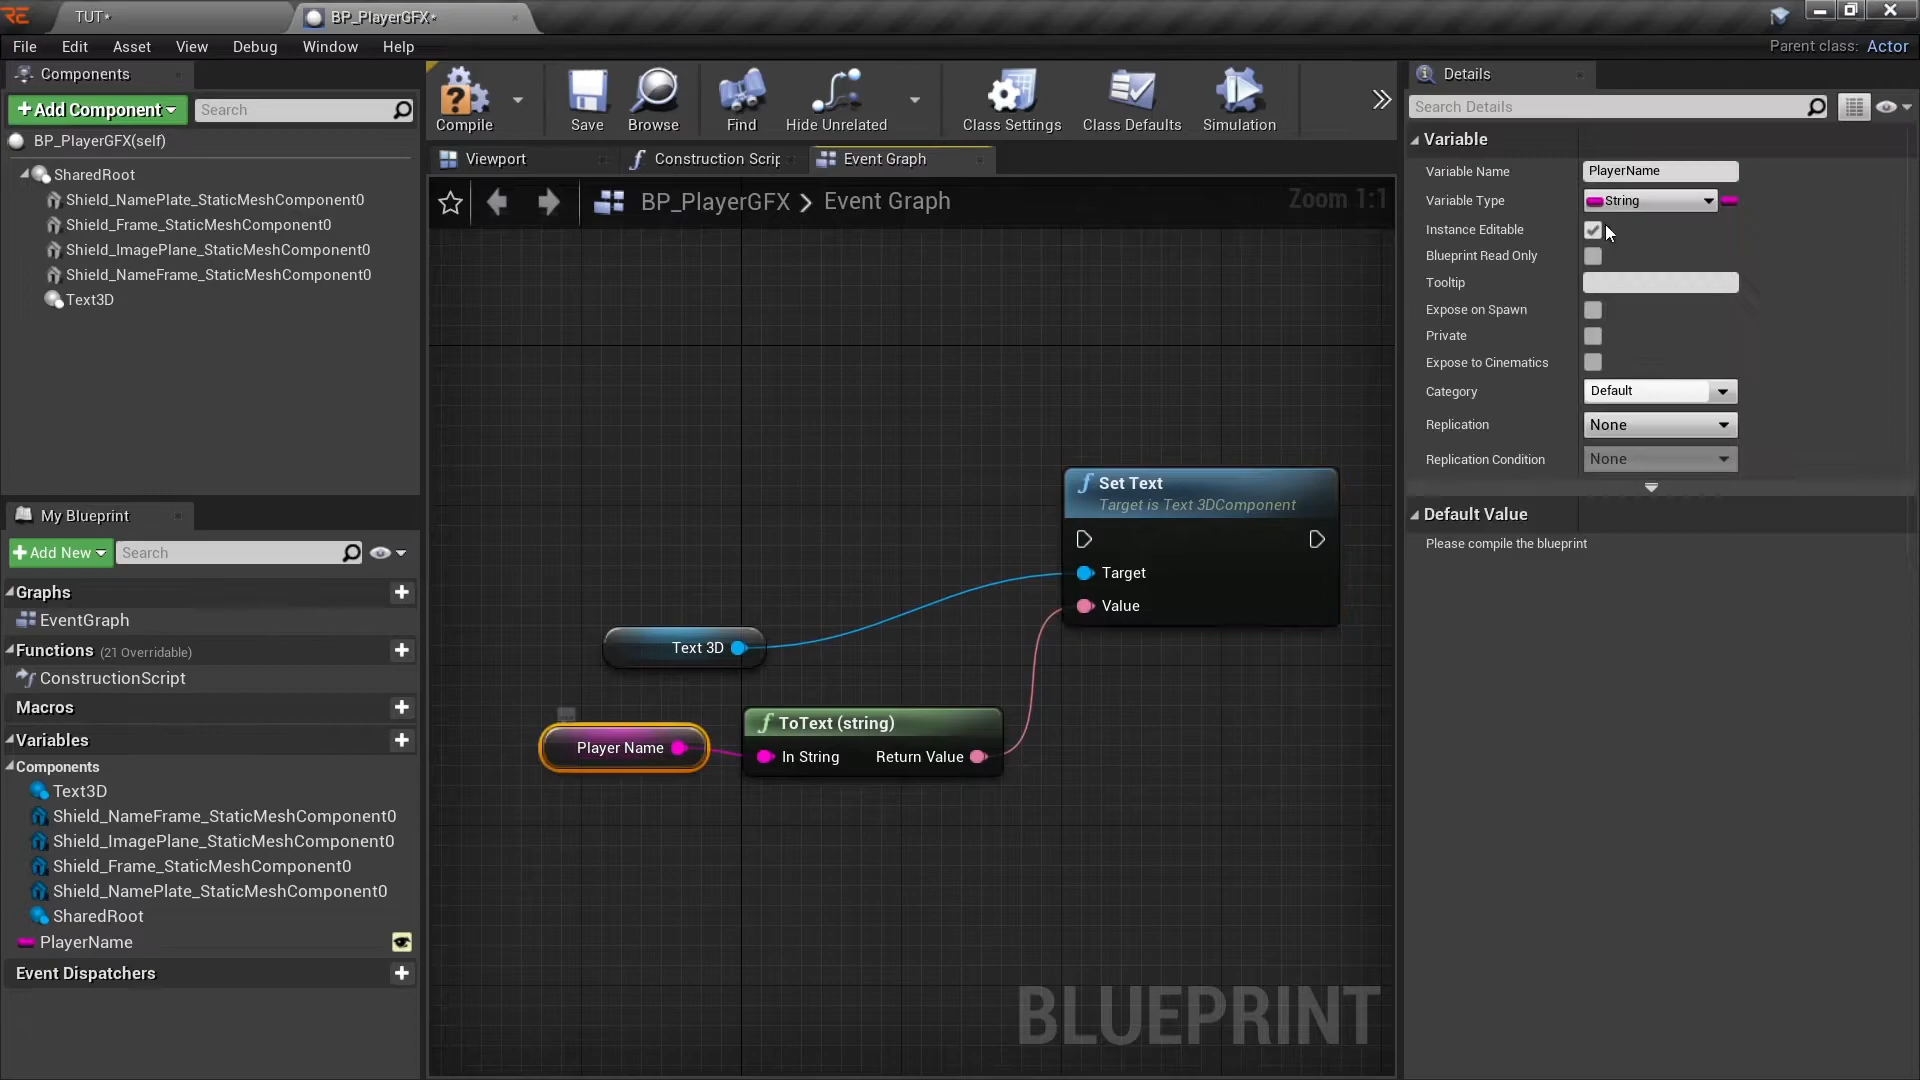 TUT*
BP_PlayerGFX*
File Edit Asset View Debug Window Help
Parent class: Actor
Components
Add Component
Search
BP_PlayerGFX(self)
SharedRoot
Shield_NamePlate_StaticMeshComponent0
Shield_Frame_StaticMeshComponent0
Shield_ImagePlane_StaticMeshComponent0
Shield_NameFrame_StaticMeshComponent0
Text3D
My Blueprint
Add New
Search
Graphs
EventGraph
Functions (21 Overridable)
ConstructionScript
Macros
Variables
Components
Text3D
Shield_NameFrame_StaticMeshComponent0
Shield_ImagePlane_StaticMeshComponent0
Shield_Frame_StaticMeshComponent0
Shield_NamePlate_StaticMeshComponent0
SharedRoot
PlayerName
Event Dispatchers
Compile Save Browse Find Hide Unrelated Class Settings Class Defaults Simulation
Viewport
Construction Scrip
Event Graph
BP_PlayerGFX > Event Graph
Zoom 1:1
Set Text
Target is Text 3DComponent
Target
Value
Text 3D
Player Name
ToText (string)
In String Return Value
BLUEPRINT
Details
Search Details
Variable
Variable Name PlayerName
Variable Type String
Instance Editable
Blueprint Read Only
Tooltip
Expose on Spawn
Private
Expose to Cinematics
Category Default
Replication None
Replication Condition None
Default Value
Please compile the blueprint